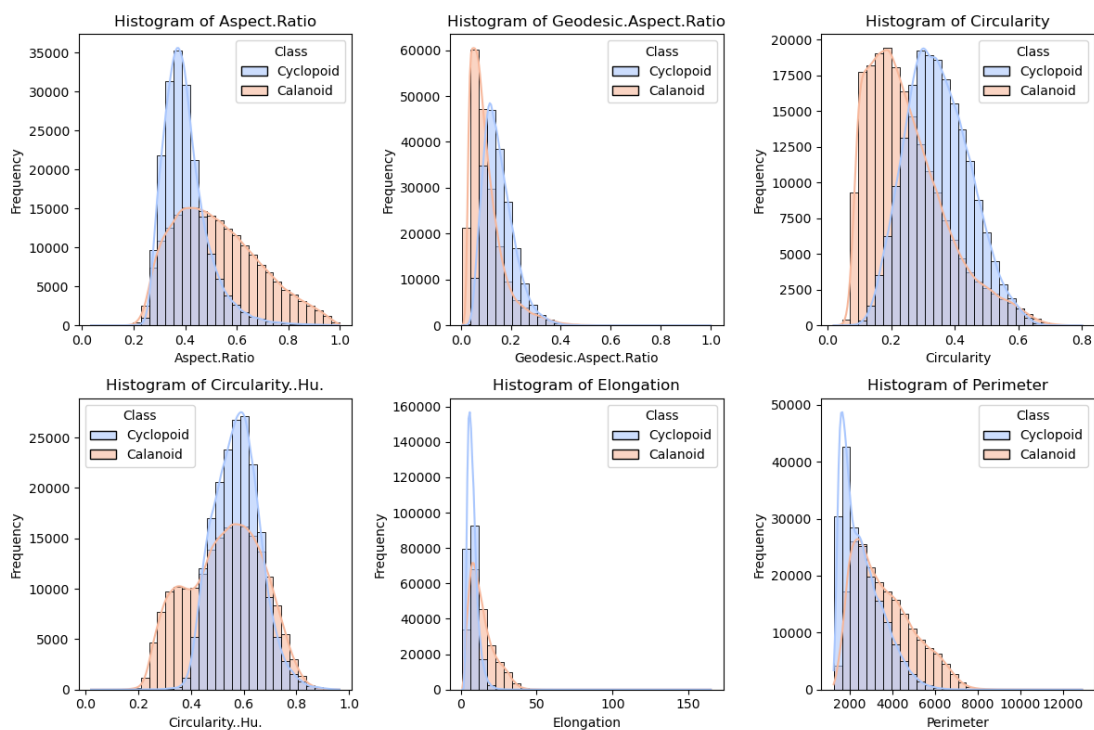 Histogram of Aspect.Ratio
Class
Cyclopoid
Calanoid
Frequency
35000
30000
25000
20000
15000
10000
5000
0
0.0 0.2 0.4 0.6 0.8 1.0
Aspect.Ratio
Histogram of Geodesic.Aspect.Ratio
Class
Cyclopoid
Calanoid
Frequency
60000
50000
40000
30000
20000
10000
0
0.0 0.2 0.4 0.6 0.8 1.0
Geodesic.Aspect.Ratio
Histogram of Circularity
Class
Cyclopoid
Calanoid
Frequency
20000
17500
15000
12500
10000
7500
5000
2500
0
0.0 0.2 0.4 0.6 0.8
Circularity
Histogram of Circularity..Hu.
Class
Cyclopoid
Calanoid
Frequency
25000
20000
15000
10000
5000
0
0.0 0.2 0.4 0.6 0.8 1.0
Circularity..Hu.
Histogram of Elongation
Class
Cyclopoid
Calanoid
Frequency
160000
140000
120000
100000
80000
60000
40000
20000
0
0 50 100 150
Elongation
Histogram of Perimeter
Class
Cyclopoid
Calanoid
Frequency
50000
40000
30000
20000
10000
0
2000 4000 6000 8000 10000 12000
Perimeter